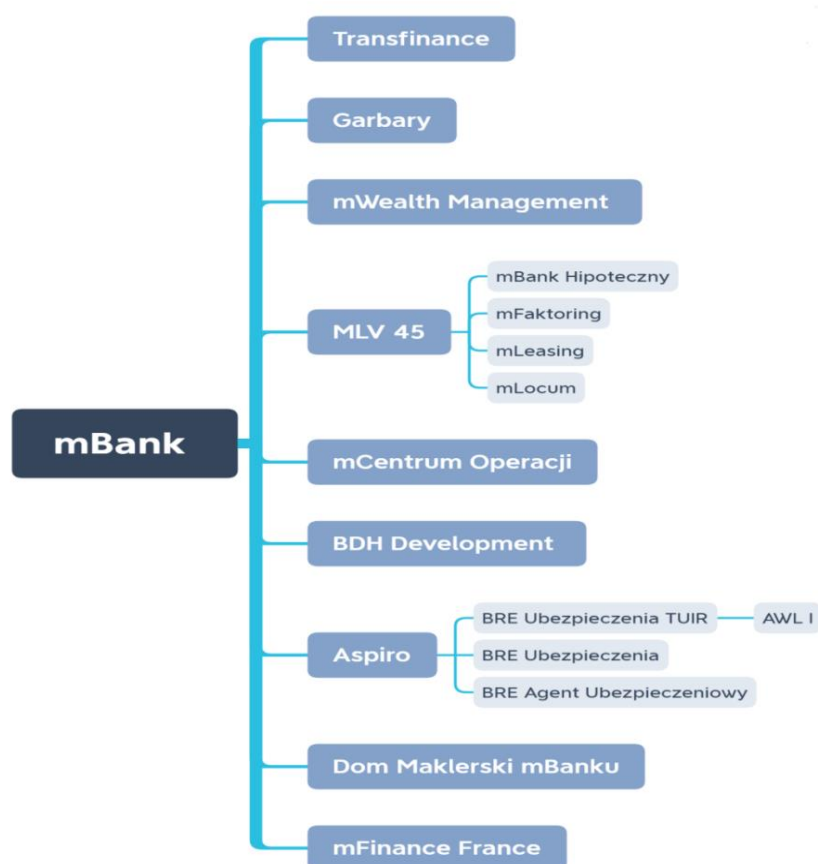 Transfinance
Garbary
mWealth Management
mBank Hipoteczny
mFaktoring
MLV 45
mLeasing
mLocum
mBank
mCentrum Operacji
BDH Development
BRE Ubezpieczenia TUIR
AWL I
Aspiro
BRE Ubezpieczenia
BRE Agent Ubezpieczeniowy
Dom Maklerski mBanku
mFinance France